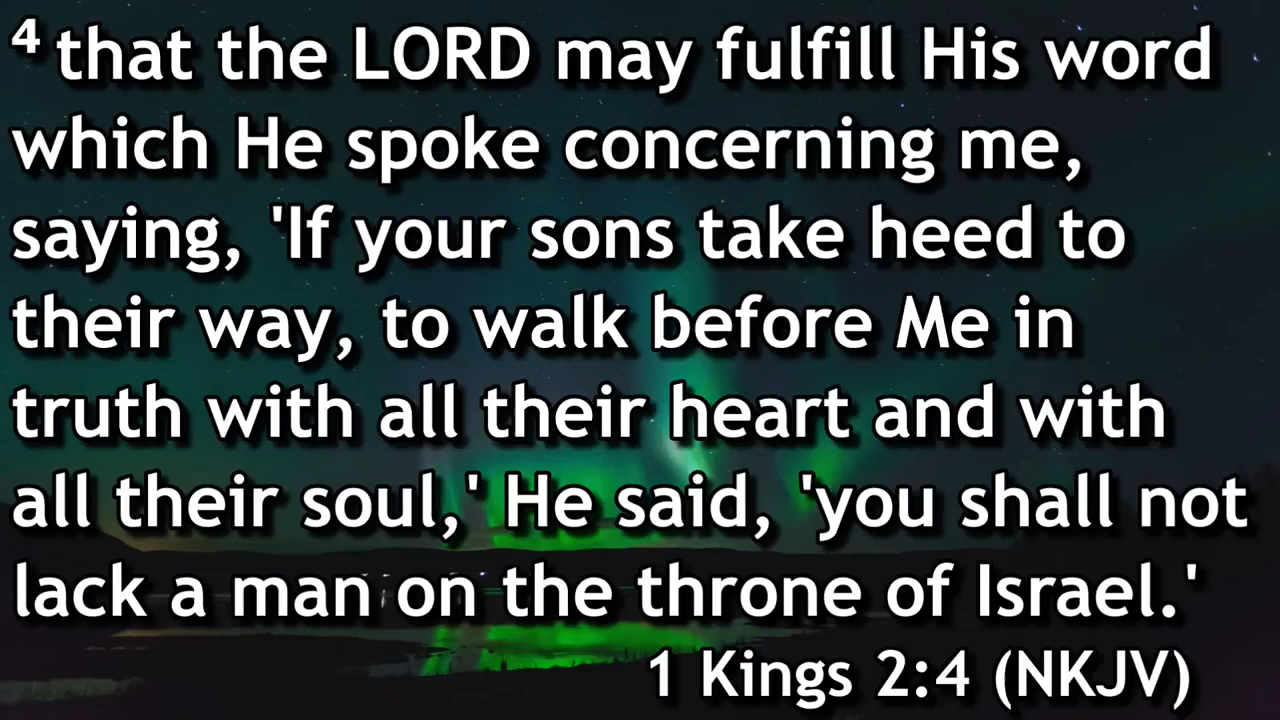 4 that the LORD may fulfill His word
which He spoke concerning me,
saying, 'If your sons take heed to
their way, to walk before Me in
truth with all their heart and with
all their soul,' He said, 'you shall not
lack a man on the throne of Israel.'
1 Kings 2:4 (NKJV)